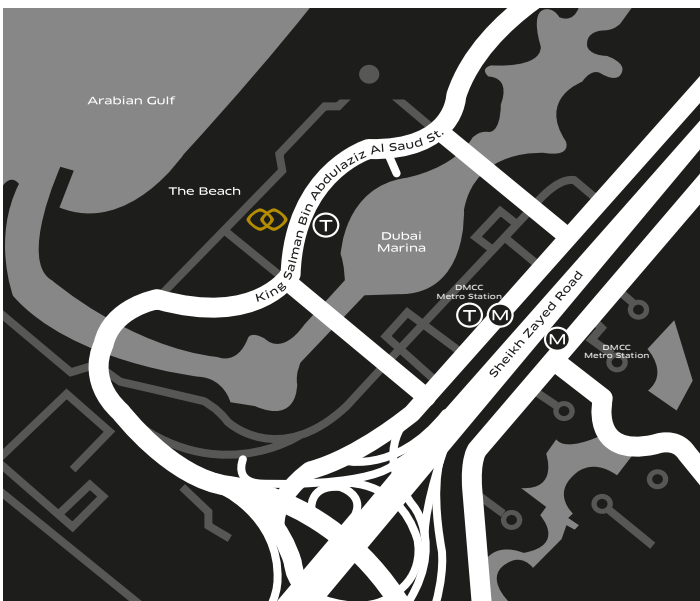 Arabian Gulf
The Beach
King Salman Bin Abdulaziz Al Saud St.
T
Dubai
Marina
DMCC
Metro Station
T M
Sheikh Zayed Road
M
DMCC
Metro Station